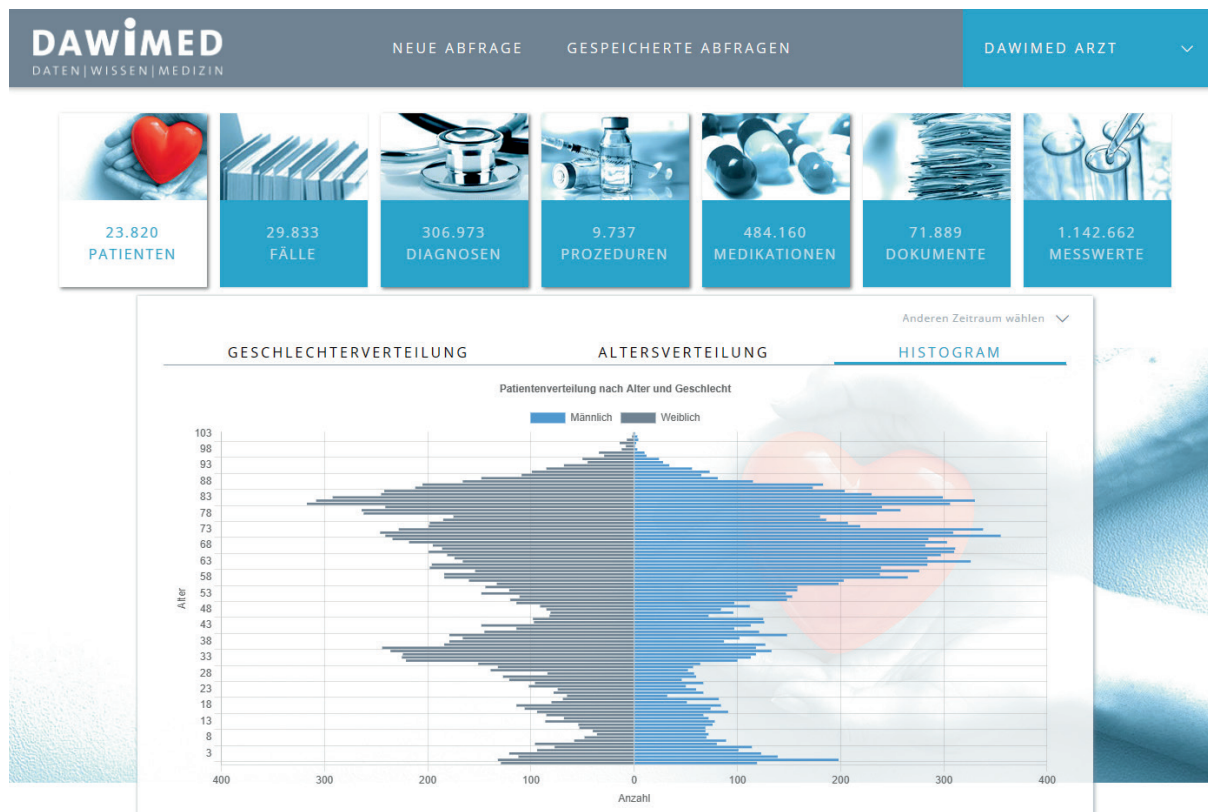 DAWiMED
DATEN|WISSEN|MEDIZIN
NEUE ABFRAGE
GESPEICHERTE ABFRAGEN
DAWIMED ARZT
23.820
PATIENTEN
29.833
FÄLLE
306.973
DIAGNOSEN
9.737
PROZEDUREN
484.160
MEDIKATIONEN
71.889
DOKUMENTE
1.142.662
MESSWERTE
Anderen Zeitraum wählen
GESCHLECHTERVERTEILUNG
ALTERSVERTEILUNG
HISTOGRAM
Patientenverteilung nach Alter und Geschlecht
Männlich
Weiblich
103
98
93
88
83
78
73
68
63
58
53
48
43
38
33
28
23
18
13
8
3
Alter
400 300 200 100 0 100 200 300 400
Anzahl